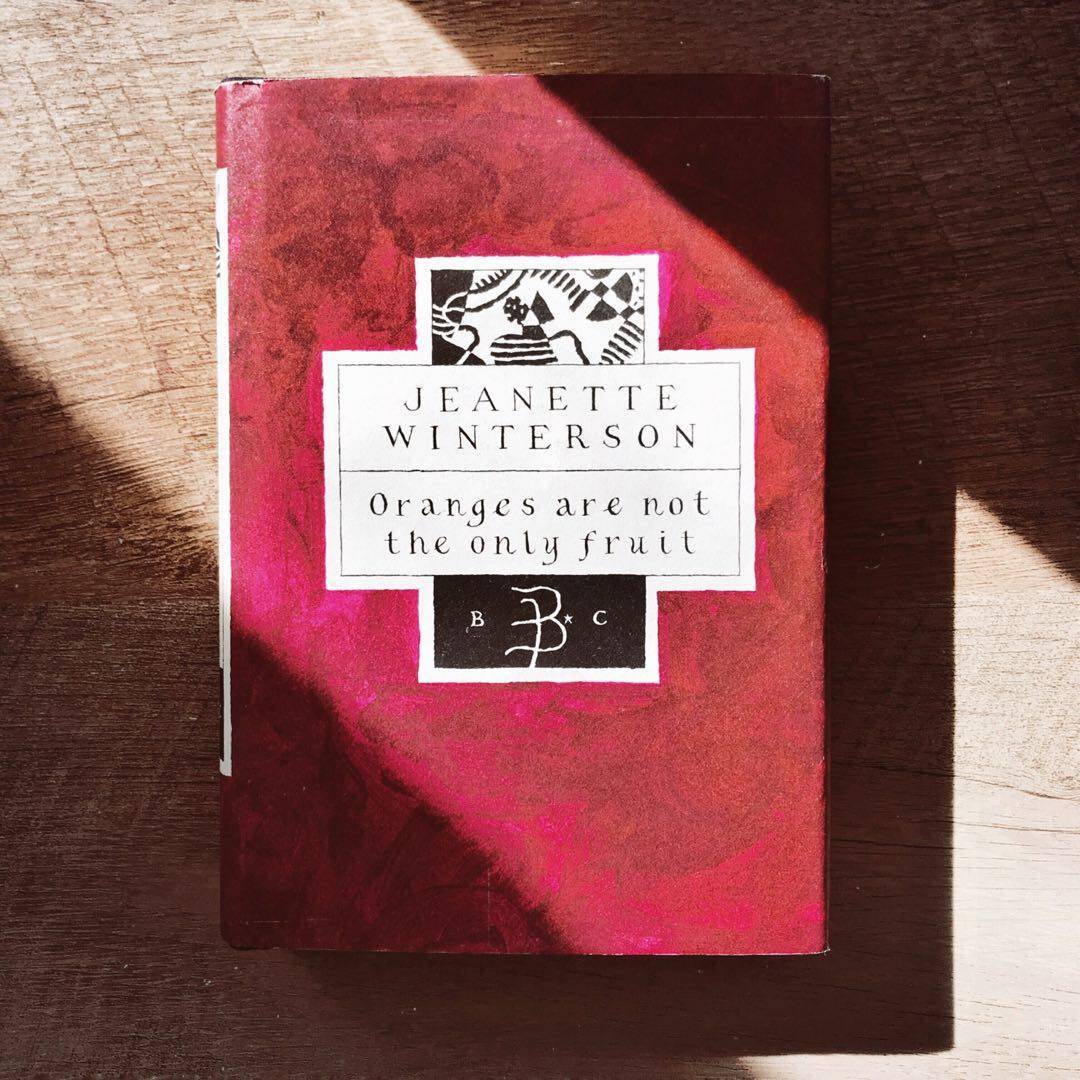 JEANETTE
WINTERSON
Oranges are not
the only fruit
B C